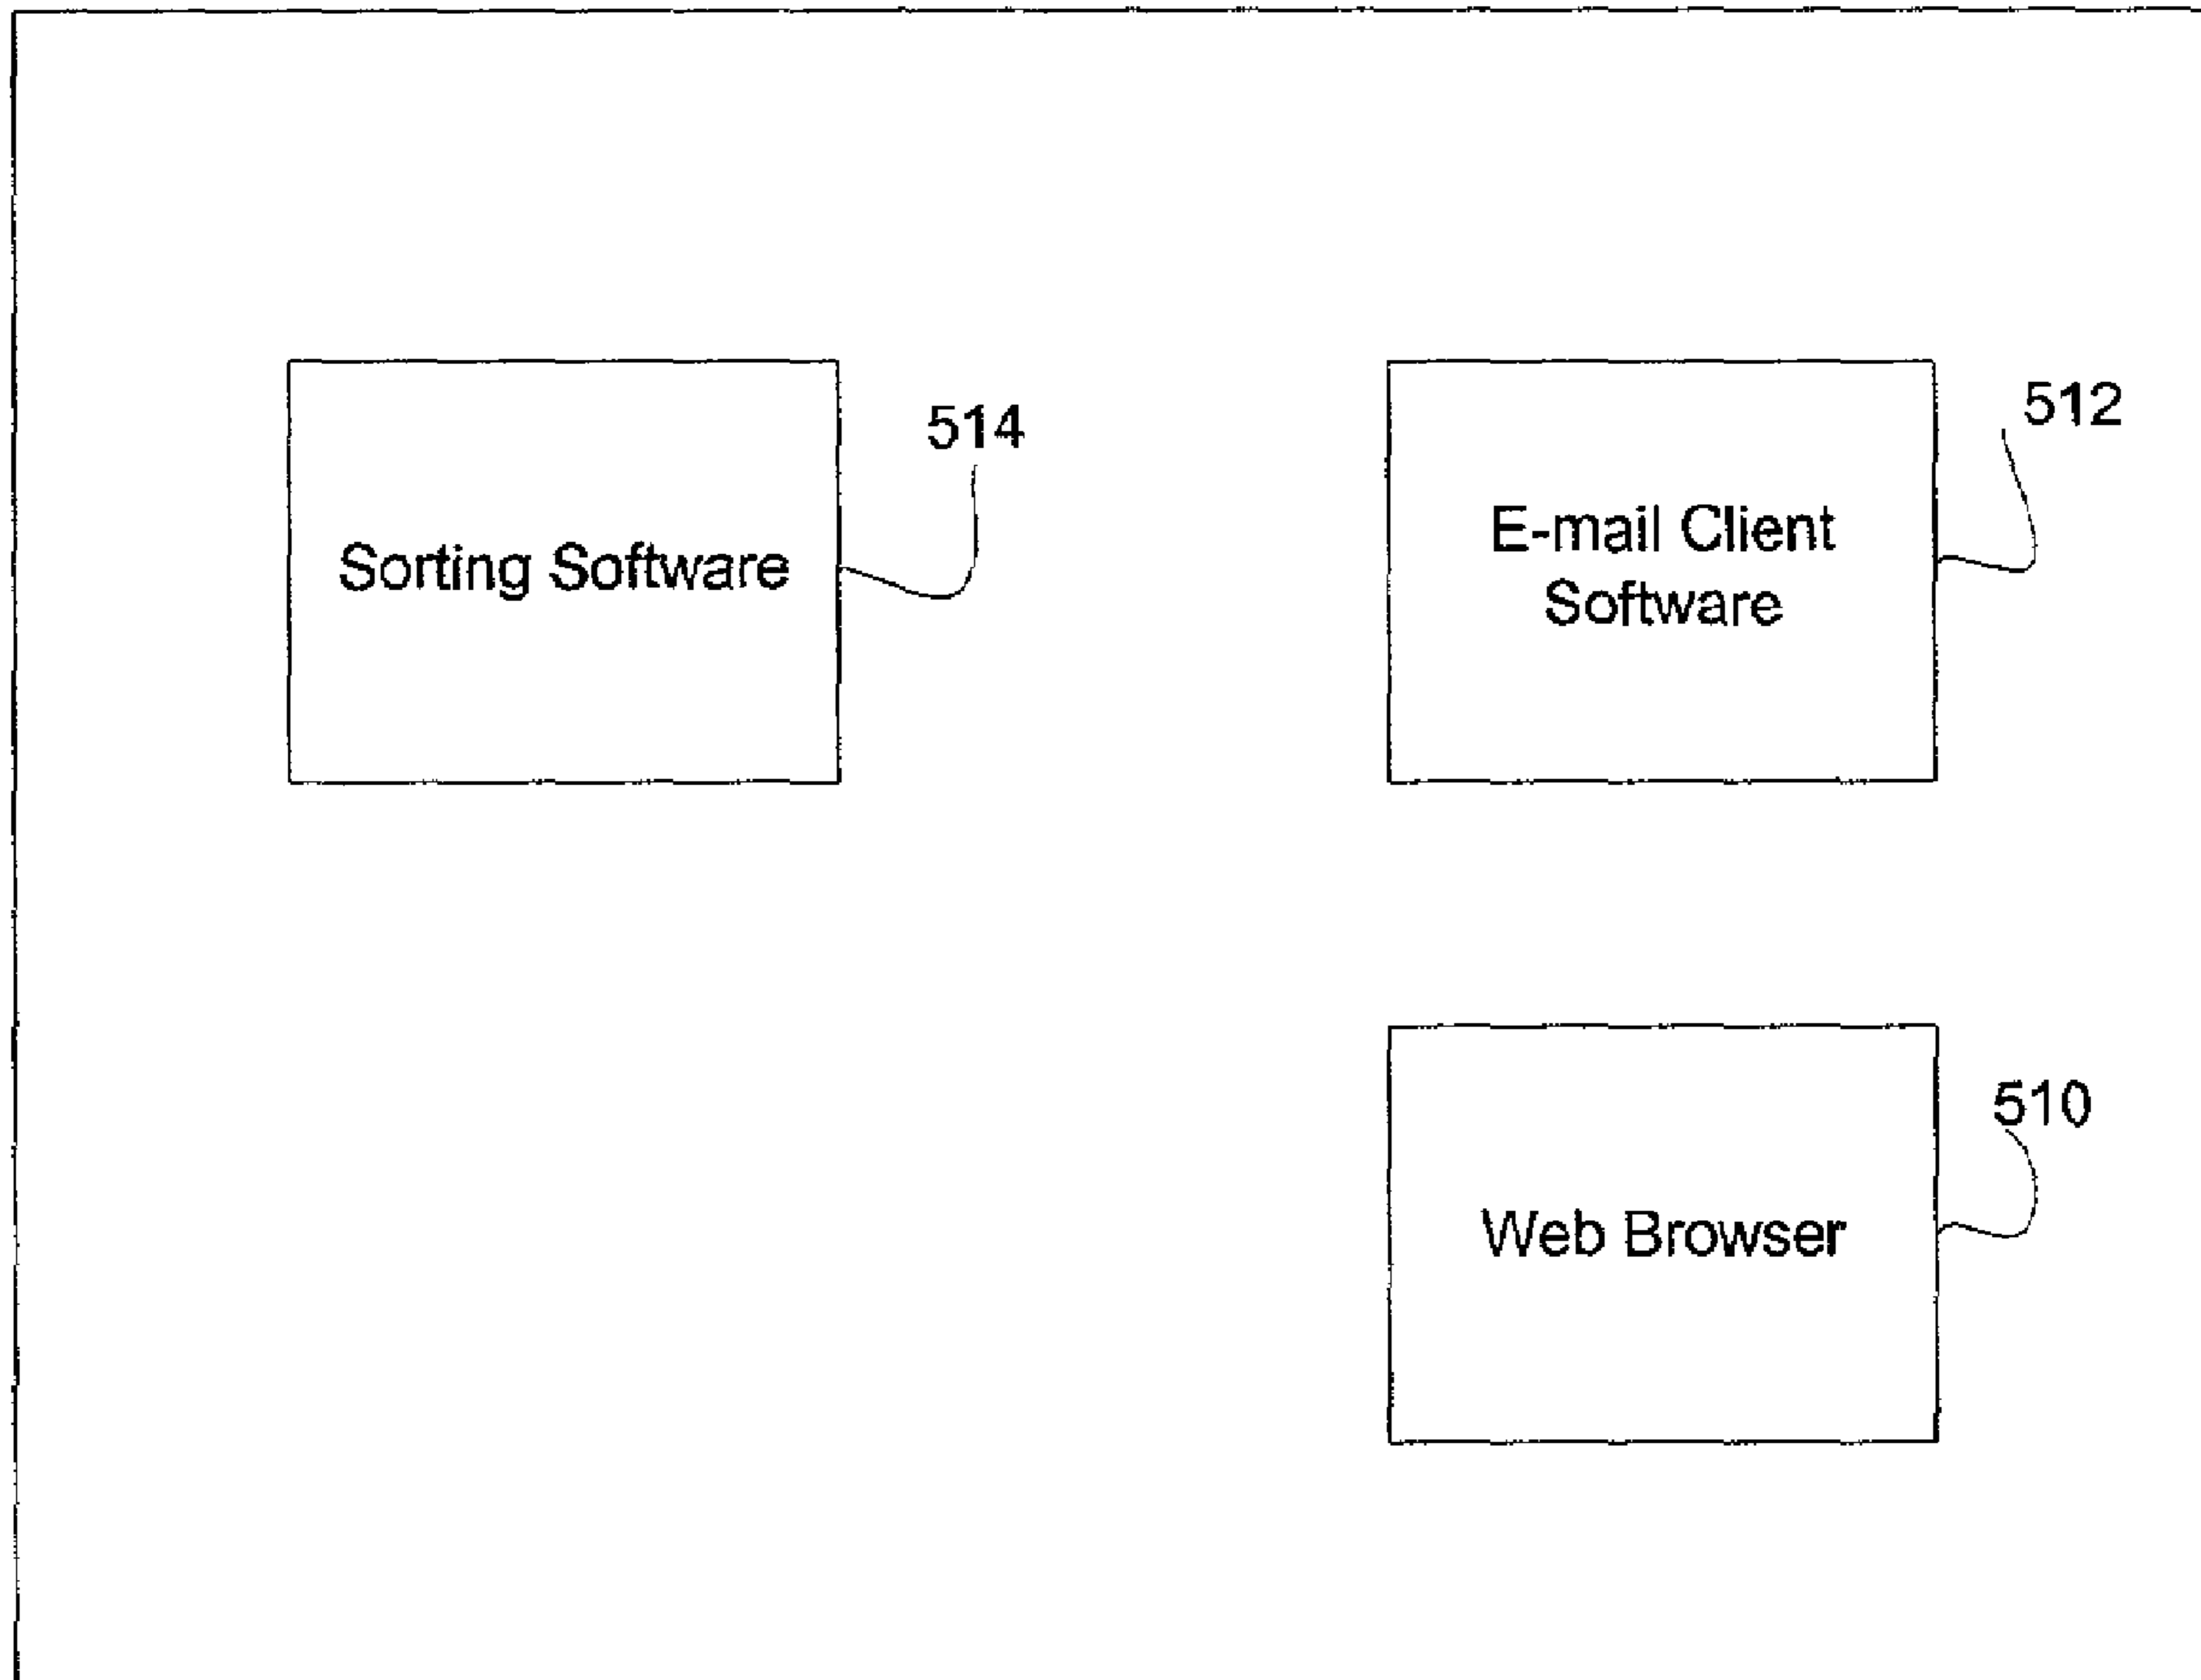 514
Sorting Software
512
E-mail Client
Software
510
Web Browser